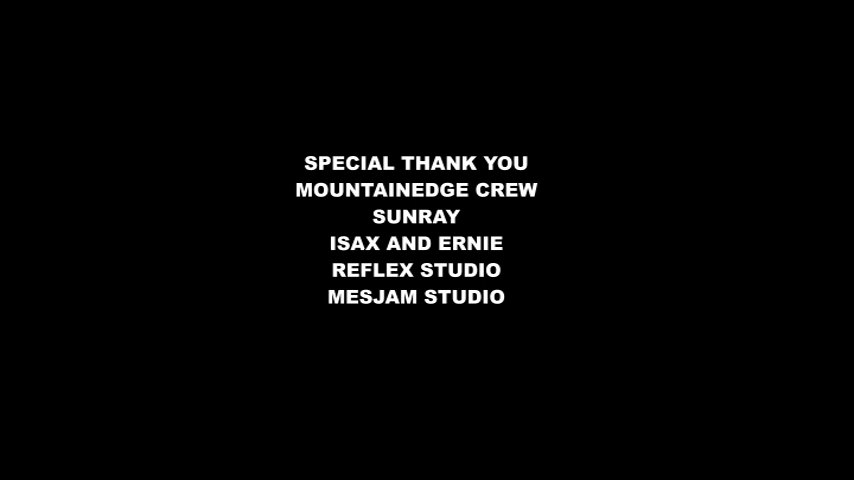 SPECIAL THANK YOU
MOUNTAINEDGE CREW
SUNRAY
ISAX AND ERNIE
REFLEX STUDIO
MESJAM STUDIO